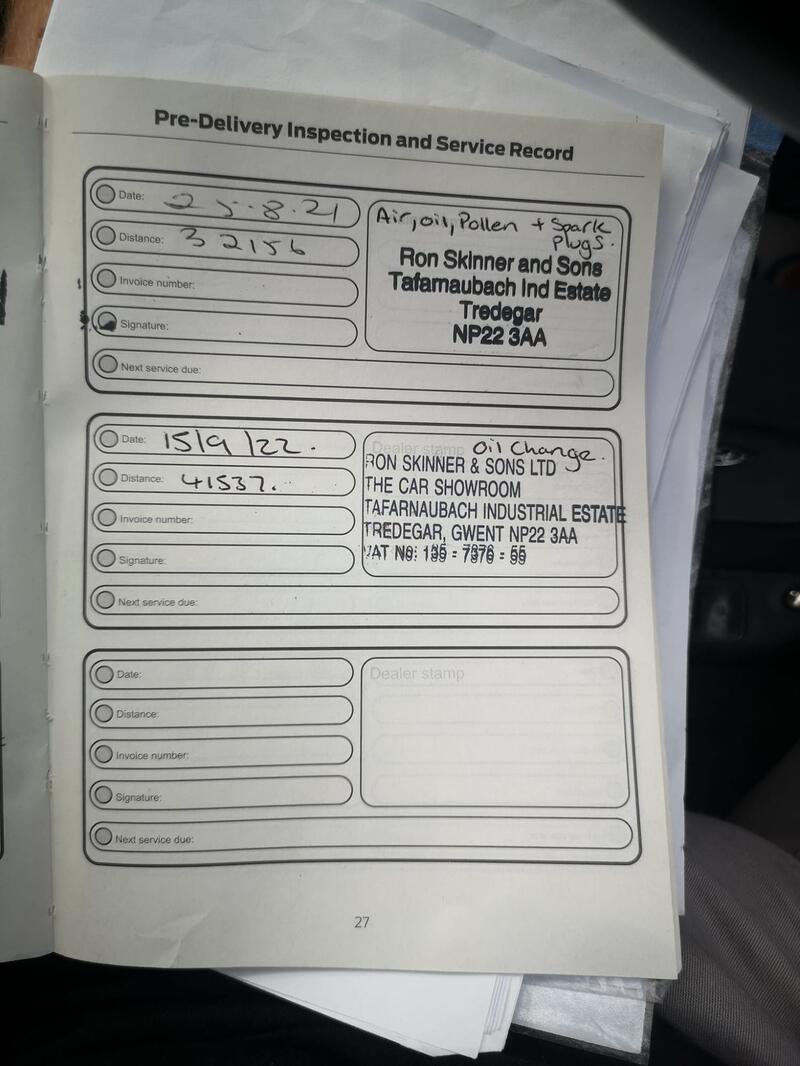 Pre-Delivery Inspection and Service Record
Date: 25.8.21
Distance: 32156
Invoice number:
Signature:
Next service due:
Air, oil, Pollen + Spark
plugs.
Ron Skinner and Sons
Tafarnaubach Ind Estate
Tredegar
NP22 3AA
Date: 15/9/22.
Distance: 41537.
Invoice number:
Signature:
Next service due:
Dealer stamp Oil Change.
RON SKINNER & SONS LTD
THE CAR SHOWROOM
TAFARNAUBACH INDUSTRIAL ESTATE
TREDEGAR, GWENT NP22 3AA
VAT No:
Date:
Distance:
Invoice number:
Signature:
Next service due:
Dealer stamp
27